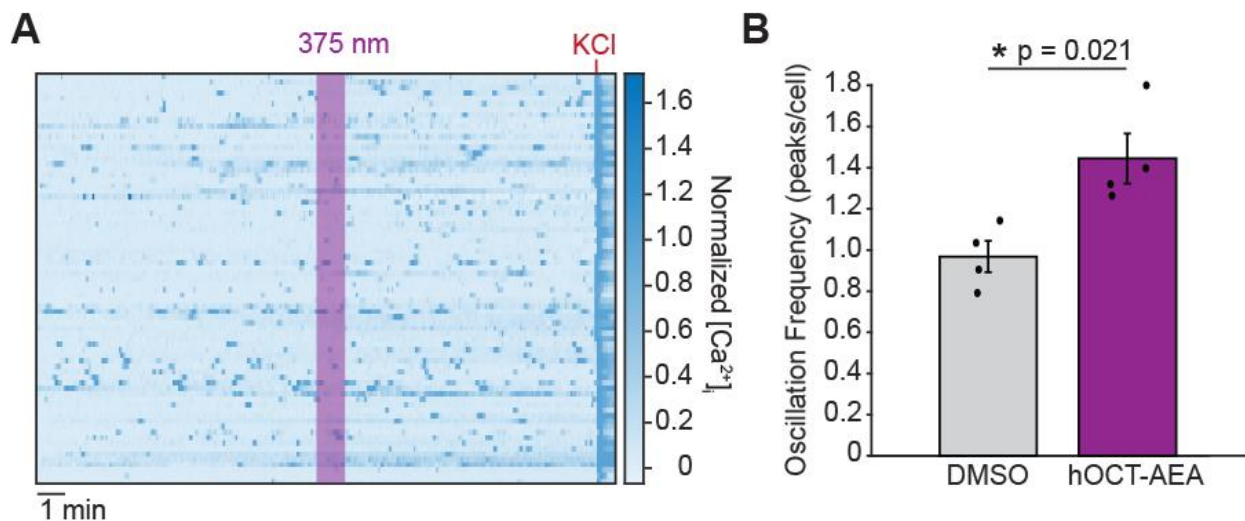 A
375 nm
KCl
1.6
1.4
1.2
1.0
0.8
0.6
0.4
0.2
0
Normalized [Ca²⁺]ᵢ
1 min
B
* p = 0.021
Oscillation Frequency (peaks/cell)
1.8
1.6
1.4
1.2
1.0
0.8
0.6
0.4
0.2
0
DMSO hOCT-AEA